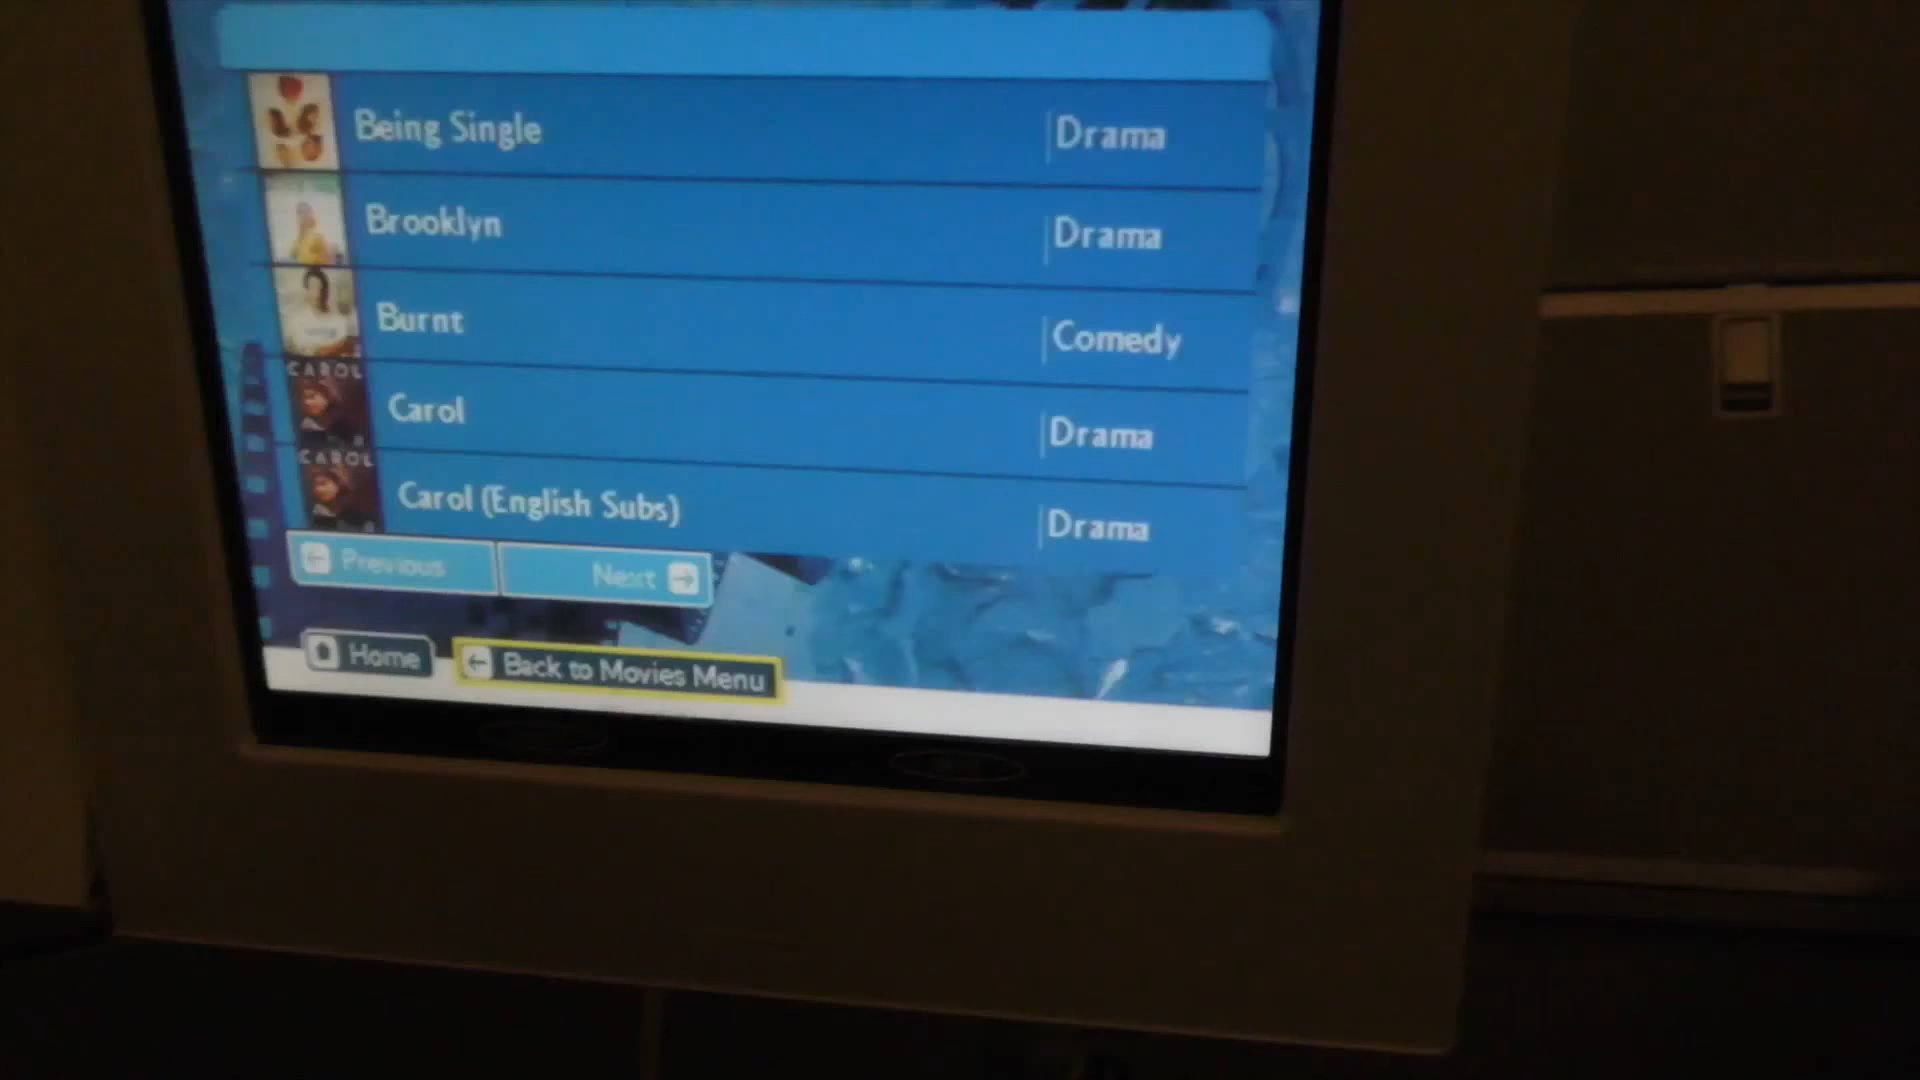 Being Single Drama
Brooklyn Drama
Burnt Comedy
CAROL
Carol Drama
CAROL
Carol (English Subs) Drama
Previous Next
Home Back to Movies Menu